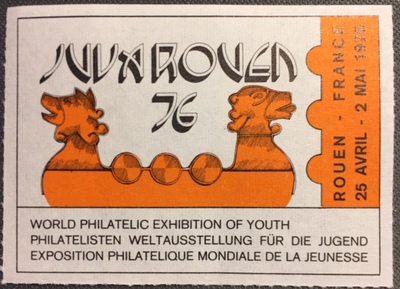 JUVAROUEN
76
ROUEN - FRANCE
25 AVRIL - 2 MAI 1976
WORLD PHILATELIC EXHIBITION OF YOUTH
PHILATELISTEN WELTAUSSTELLUNG FÜR DIE JUGEND
EXPOSITION PHILATELIQUE MONDIALE DE LA JEUNESSE